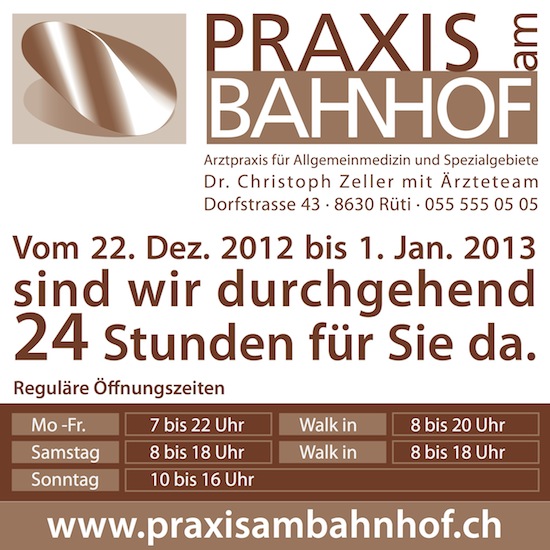 PRAXIS am
BAHNHOF
Arztpraxis für Allgemeinmedizin und Spezialgebiete
Dr. Christoph Zeller mit Ärzteteam
Dorfstrasse 43 · 8630 Rüti · 055 555 05 05
Vom 22. Dez. 2012 bis 1. Jan. 2013
sind wir durchgehend
24 Stunden für Sie da.
Reguläre Öffnungszeiten
Mo -Fr. 7 bis 22 Uhr Walk in 8 bis 20 Uhr
Samstag 8 bis 18 Uhr Walk in 8 bis 18 Uhr
Sonntag 10 bis 16 Uhr
www.praxisambahnhof.ch